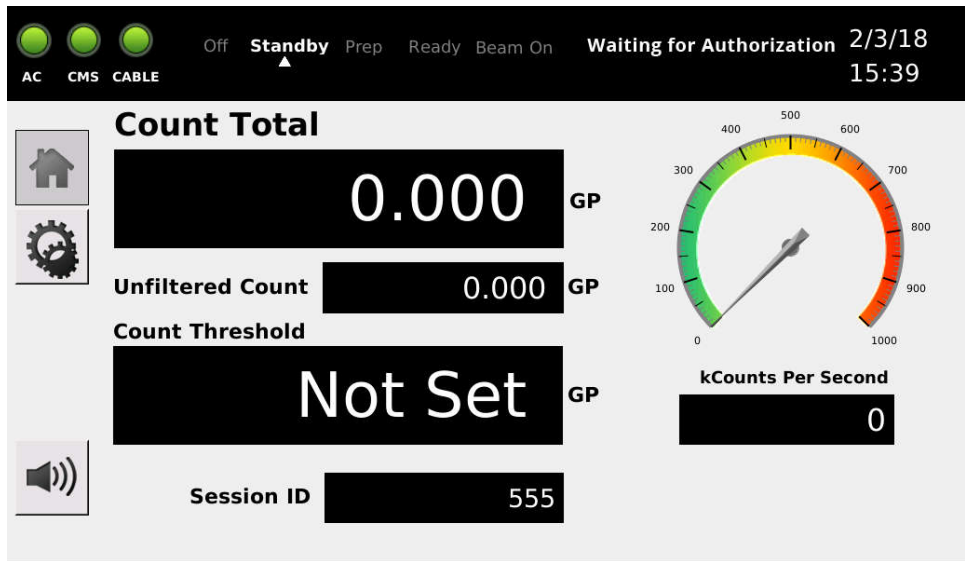 AC CMS CABLE
Off Standby Prep Ready Beam On
Waiting for Authorization
2/3/18
15:39
Count Total
0.000 GP
Unfiltered Count 0.000 GP
Count Threshold
Not Set GP
Session ID 555
0
100
200
300
400
500
600
700
800
900
1000
kCounts Per Second
0